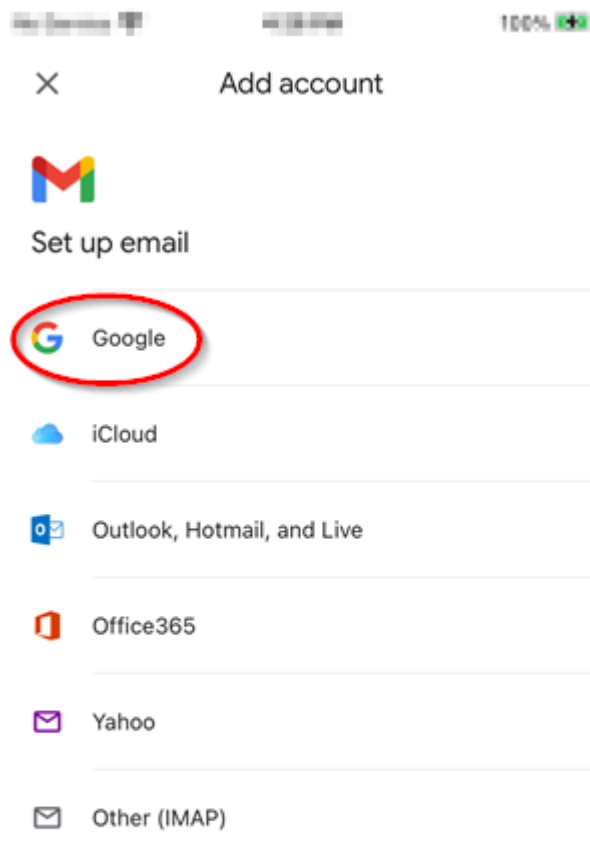 100%
Add account
Set up email
Google
iCloud
Outlook, Hotmail, and Live
Office365
Yahoo
Other (IMAP)